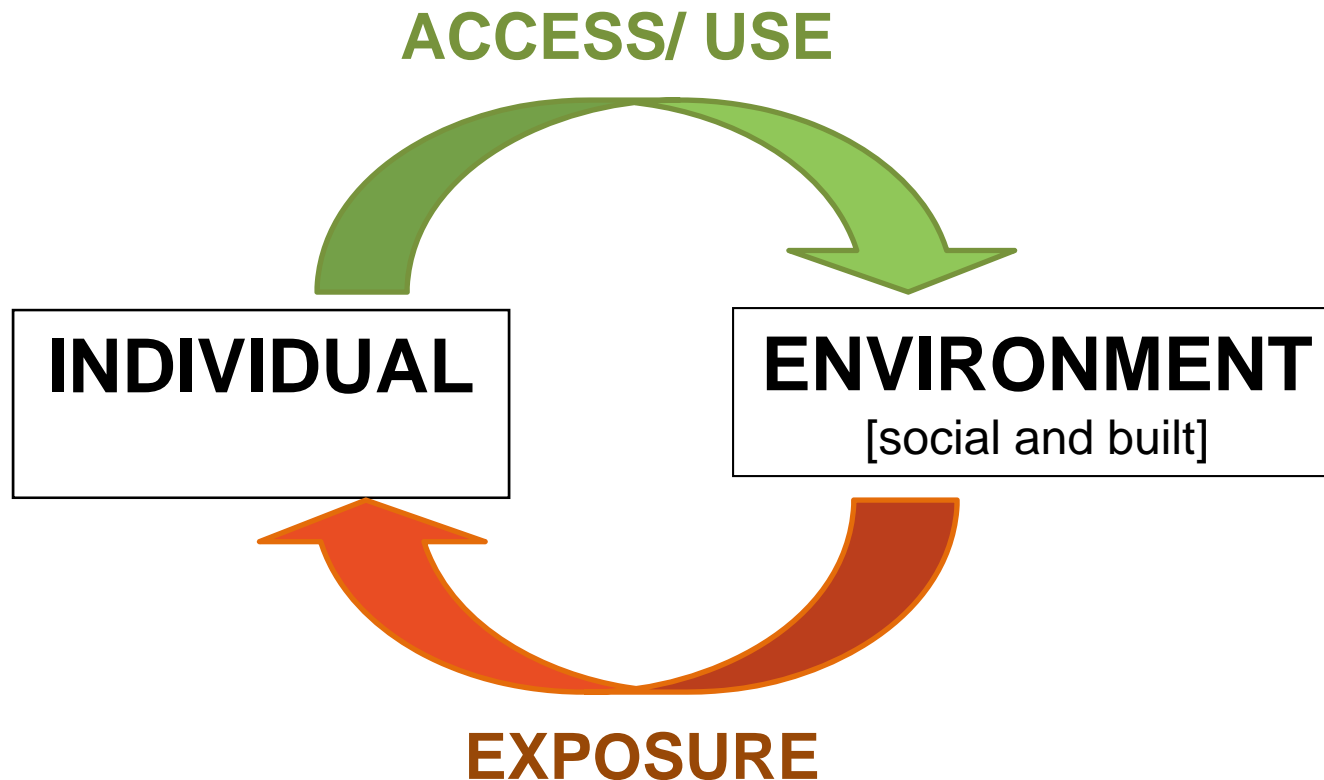 ACCESS/ USE
INDIVIDUAL
ENVIRONMENT
[social and built]
EXPOSURE